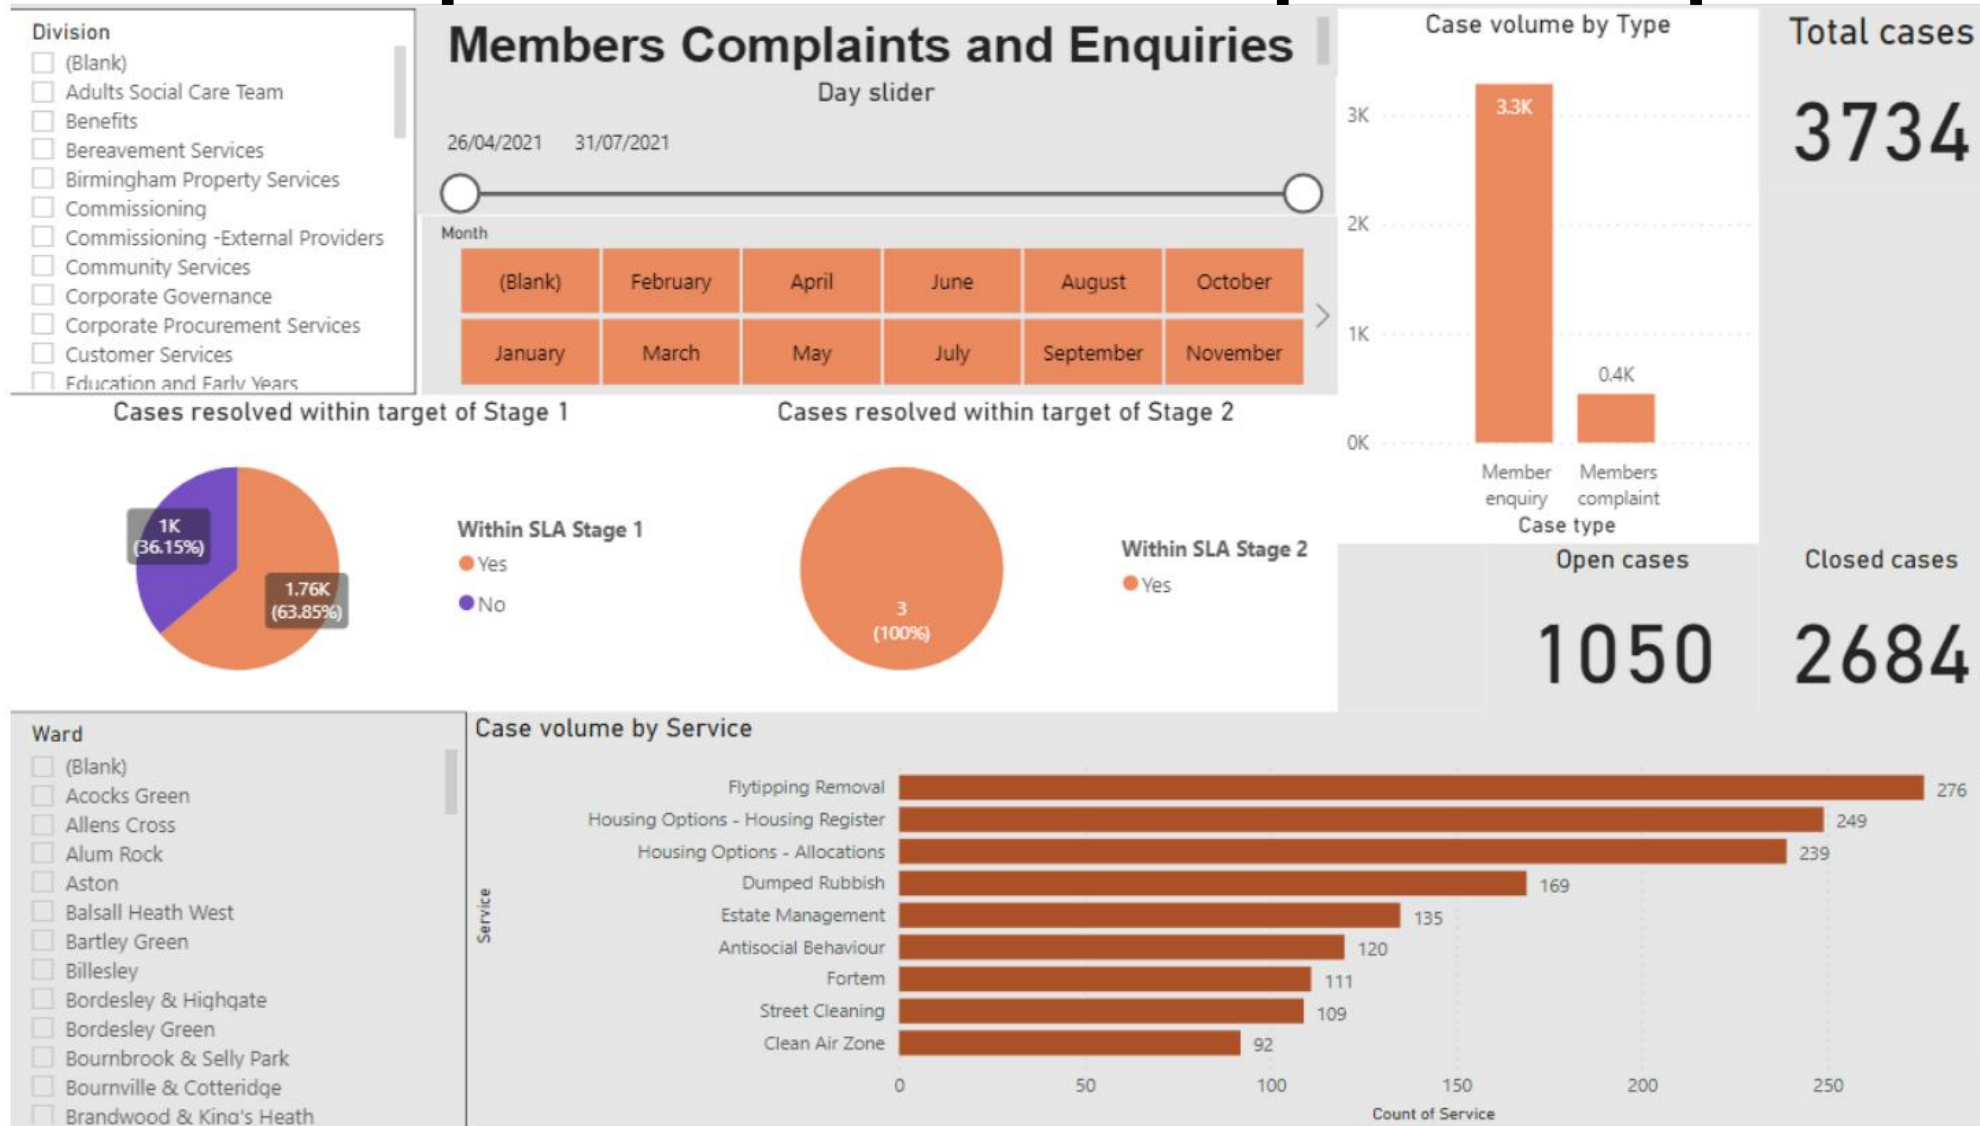 Division
(Blank)
Adults Social Care Team
Benefits
Bereavement Services
Birmingham Property Services
Commissioning
Commissioning -External Providers
Community Services
Corporate Governance
Corporate Procurement Services
Customer Services
Education and Early Years
Members Complaints and Enquiries
Day slider
26/04/2021 31/07/2021
Month
(Blank) February April June August October
January March May July September November
Case volume by Type
3K
2K
1K
0K
3.3K
0.4K
Member enquiry
Members complaint
Case type
Total cases
3734
Cases resolved within target of Stage 1
1K
(36.15%)
1.76K
(63.85%)
Within SLA Stage 1
Yes
No
Cases resolved within target of Stage 2
3
(100%)
Within SLA Stage 2
Yes
Open cases
1050
Closed cases
2684
Ward
(Blank)
Acocks Green
Allens Cross
Alum Rock
Aston
Balsall Heath West
Bartley Green
Billesley
Bordesley & Highgate
Bordesley Green
Bournbrook & Selly Park
Bournville & Cotteridge
Brandwood & King's Heath
Case volume by Service
Service
Flytipping Removal 276
Housing Options - Housing Register 249
Housing Options - Allocations 239
Dumped Rubbish 169
Estate Management 135
Antisocial Behaviour 120
Fortem 111
Street Cleaning 109
Clean Air Zone 92
0 50 100 150 200 250
Count of Service